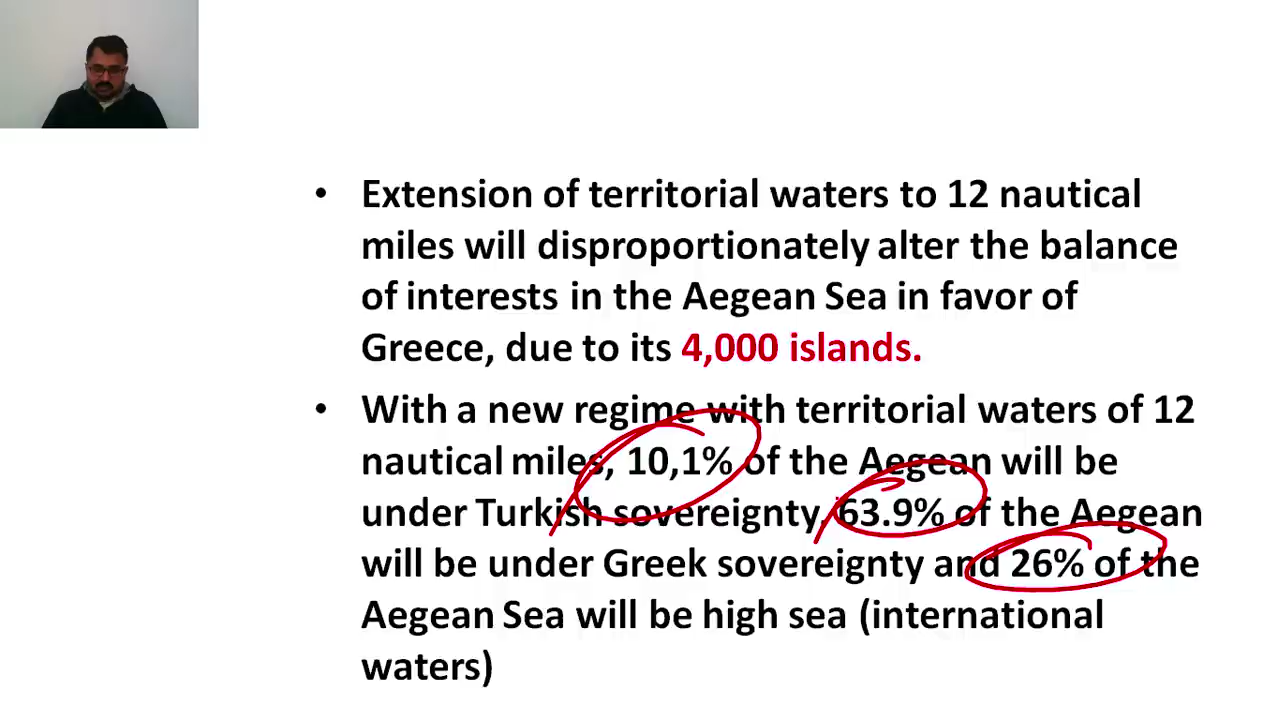 • Extension of territorial waters to 12 nautical
miles will disproportionately alter the balance
of interests in the Aegean Sea in favor of
Greece, due to its 4,000 islands.
• With a new regime with territorial waters of 12
nautical miles, 10,1% of the Aegean will be
under Turkish sovereignty, 63.9% of the Aegean
will be under Greek sovereignty and 26% of the
Aegean Sea will be high sea (international
waters)